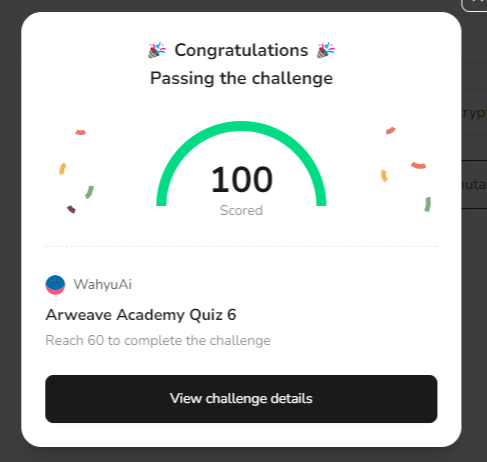 🎉 Congratulations 🎉
Passing the challenge
100
Scored
WahyuAi
Arweave Academy Quiz 6
Reach 60 to complete the challenge
View challenge details